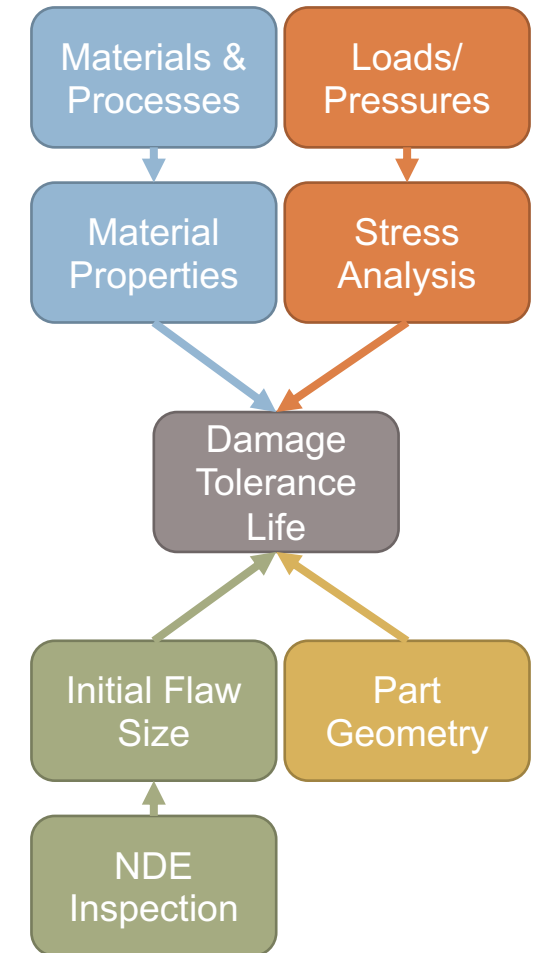 Materials &
Processes
Loads/
Pressures
Material
Properties
Stress
Analysis
Damage
Tolerance
Life
Initial Flaw
Size
Part
Geometry
NDE
Inspection